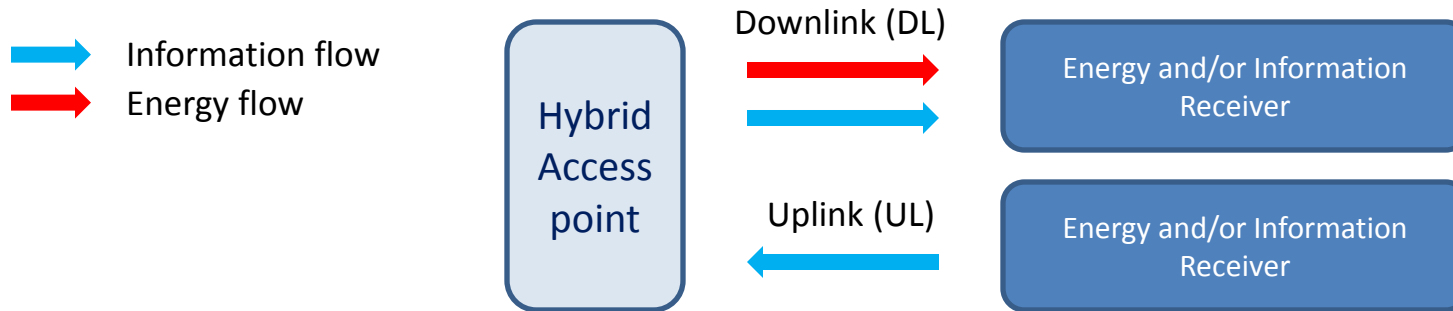 Information flow
Energy flow
Hybrid
Access
point
Downlink (DL)
Uplink (UL)
Energy and/or Information
Receiver
Energy and/or Information
Receiver